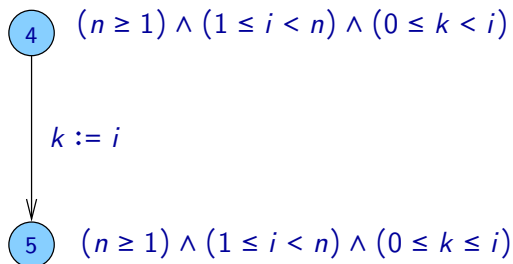 4 (n ≥ 1) ∧ (1 ≤ i < n) ∧ (0 ≤ k < i)
k := i
5 (n ≥ 1) ∧ (1 ≤ i < n) ∧ (0 ≤ k ≤ i)